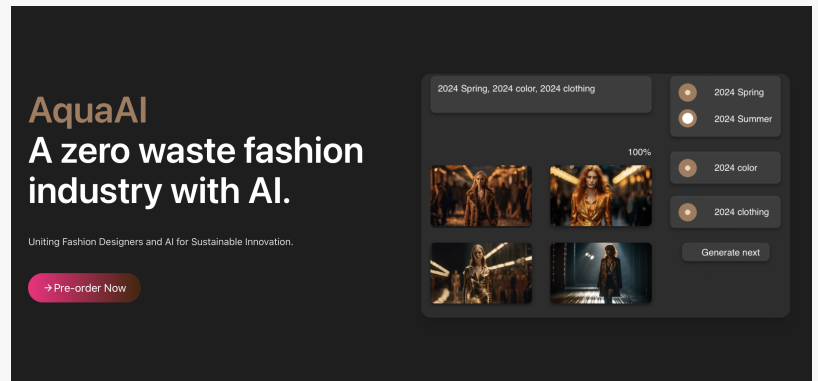 AquaAI
A zero waste fashion
industry with AI.
Uniting Fashion Designers and AI for Sustainable Innovation.
→ Pre-order Now
2024 Spring, 2024 color, 2024 clothing
100%
2024 Spring
2024 Summer
2024 color
2024 clothing
Generate next